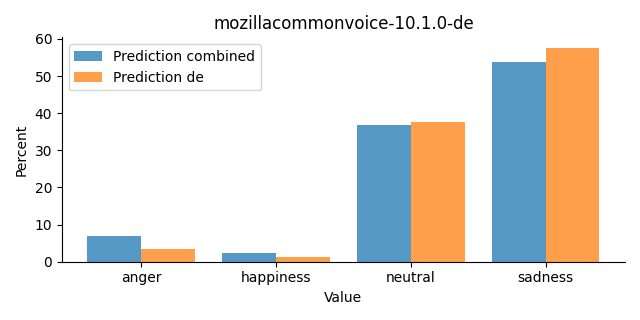 mozillacommonvoice-10.1.0-de
Prediction combined
Prediction de
Percent
60
50
40
30
20
10
0
anger happiness neutral sadness
Value